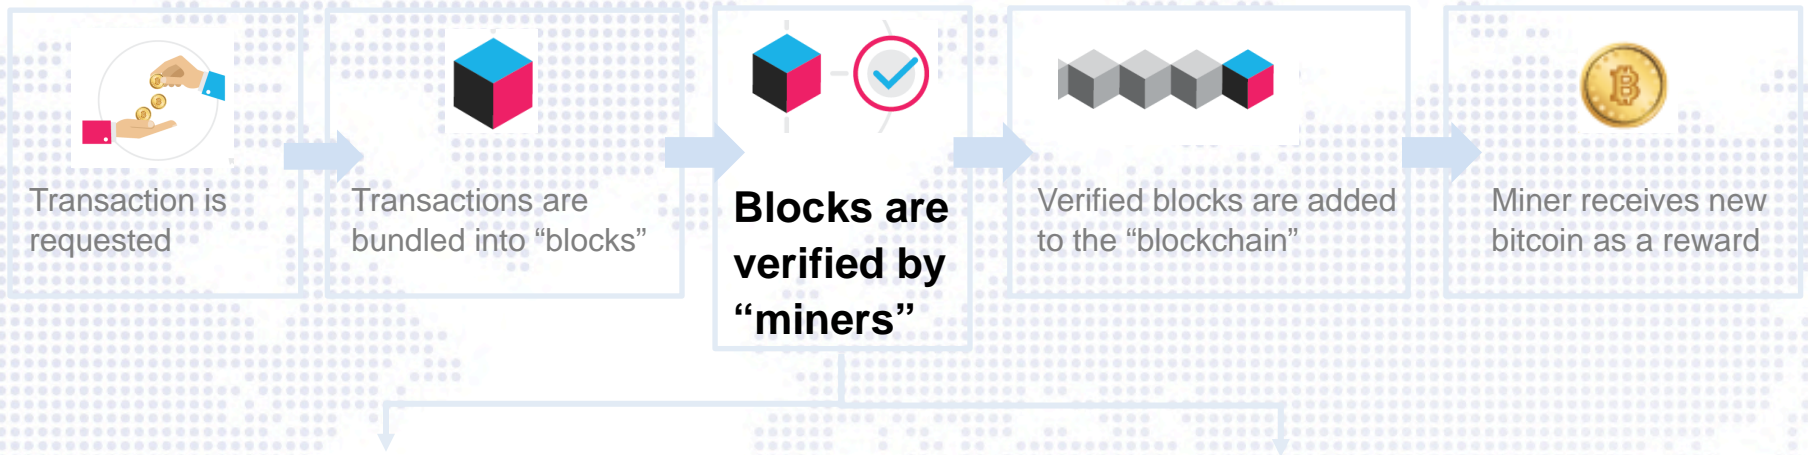 Transaction is
requested
Transactions are
bundled into “blocks”
Blocks are
verified by
“miners”
Verified blocks are added
to the “blockchain”
Miner receives new
bitcoin as a reward